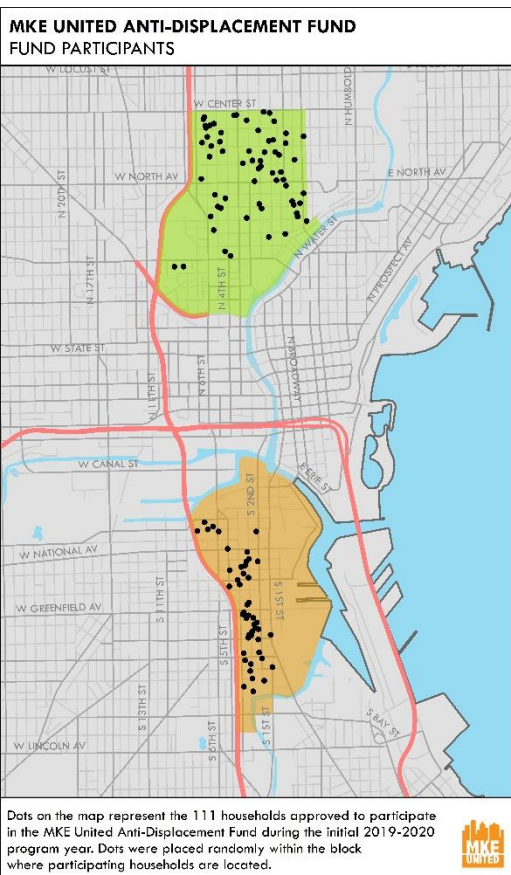 MKE UNITED ANTI-DISPLACEMENT FUND
FUND PARTICIPANTS
W LOCUST ST
W CENTER ST
N HUMBOLD
W NORTH AV
E NORTH AV
N 20TH ST
N WATER ST
N PROSPECT AV
N 17TH ST
N 4TH ST
W STATE ST
N BROADWAY
N 11TH ST
N 6TH ST
W CANAL ST
E ERIE ST
S 2ND ST
W NATIONAL AV
S 11TH ST
S 1ST ST
W GREENFIELD AV
S 5TH ST
S 13TH ST
S 6TH ST
S 1ST ST
S BAY ST
W LINCOLN AV
Dots on the map represent the 111 households approved to participate
in the MKE United Anti-Displacement Fund during the initial 2019-2020
program year. Dots were placed randomly within the block
where participating households are located.
MKE
UNITED